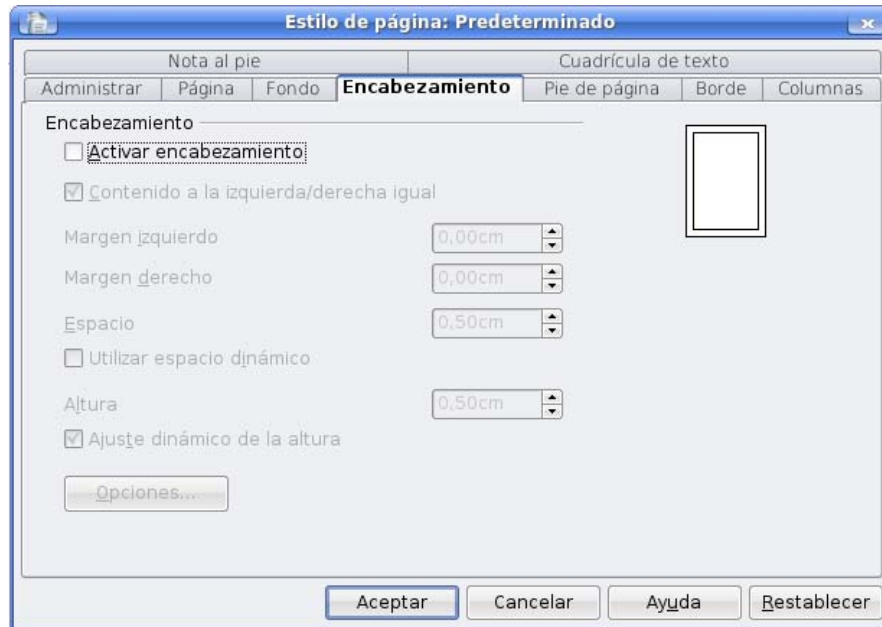 Estilo de página: Predeterminado
Nota al pie Cuadrícula de texto
Administrar Página Fondo Encabezamiento Pie de página Borde Columnas
Encabezamiento
Activar encabezamiento
Contenido a la izquierda/derecha igual
Margen izquierdo 0,00cm
Margen derecho 0,00cm
Espacio 0,50cm
Utilizar espacio dinámico
Altura 0,50cm
Ajuste dinámico de la altura
Opciones...
Aceptar Cancelar Ayuda Restablecer